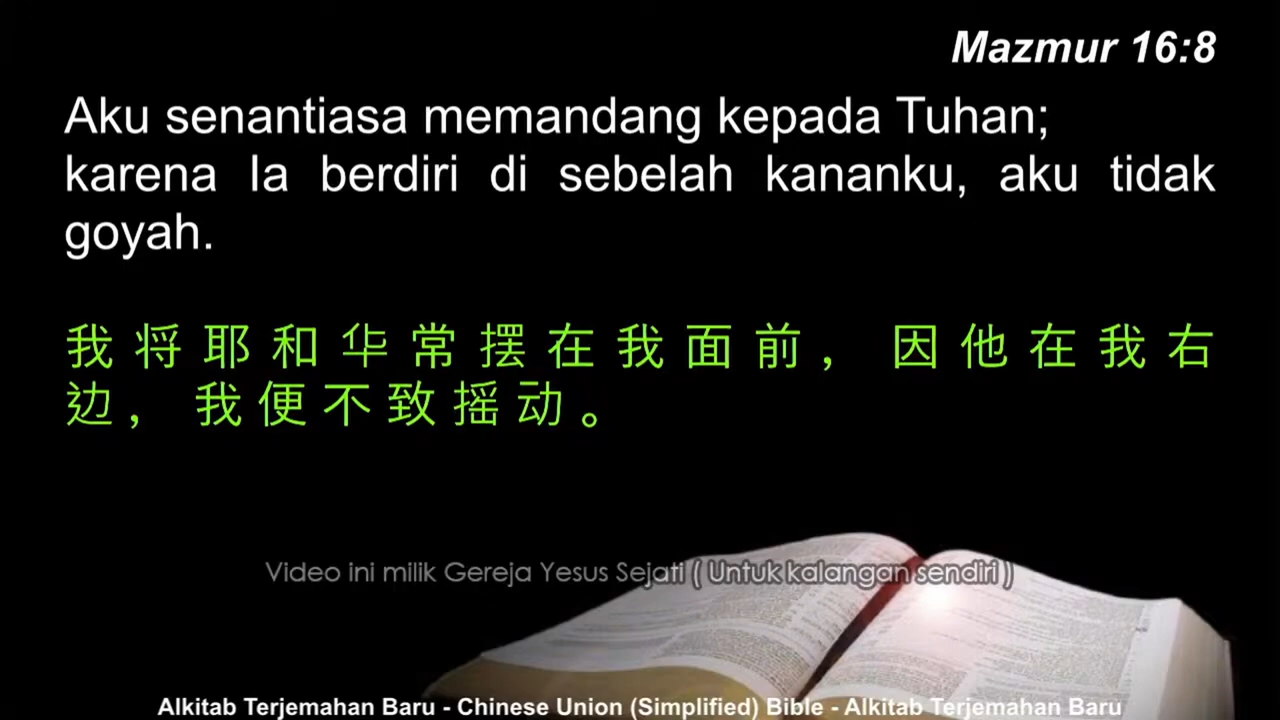 Mazmur 16:8
Aku senantiasa memandang kepada Tuhan;
karena Ia berdiri di sebelah kananku, aku tidak
goyah.
我将耶和华常摆在我面前，因他在我右
边，我便不致摇动。
Video ini milik Gereja Yesus Sejati ( Untuk kalangan sendiri )
Alkitab Terjemahan Baru - Chinese Union (Simplified) Bible - Alkitab Terjemahan Baru